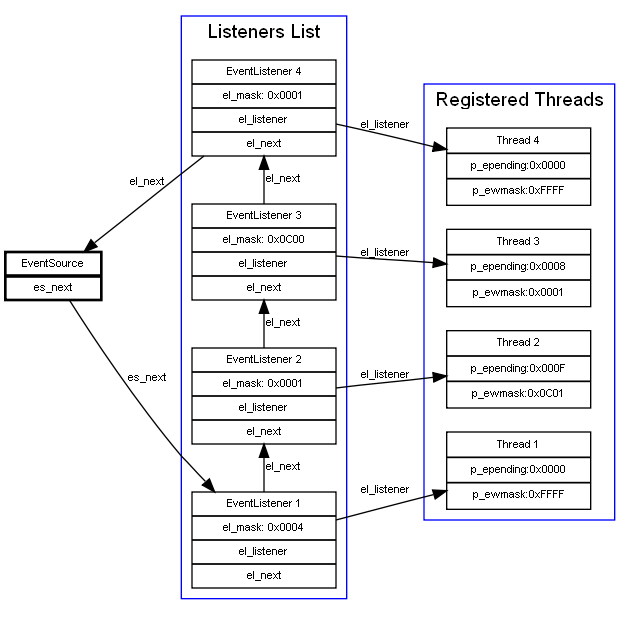 Listeners List
EventListener 4
el_mask: 0x0001
el_listener
el_next
el_listener
Registered Threads
Thread 4
p_epending:0x0000
p_ewmask:0xFFFF
el_next
el_next
EventListener 3
el_mask: 0x0C00
el_listener
el_next
el_listener
Thread 3
p_epending:0x0008
p_ewmask:0x0001
EventSource
es_next
el_next
EventListener 2
el_mask: 0x0001
el_listener
el_next
el_listener
Thread 2
p_epending:0x000F
p_ewmask:0x0C01
es_next
el_next
EventListener 1
el_mask: 0x0004
el_listener
el_next
el_listener
Thread 1
p_epending:0x0000
p_ewmask:0xFFFF